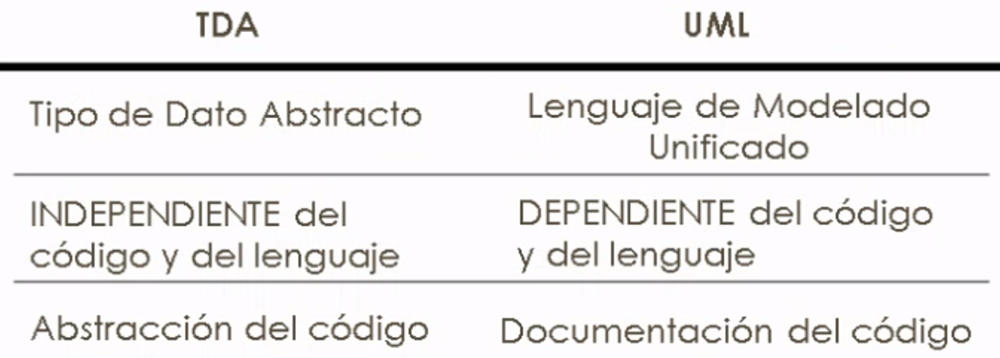 TDA UML
Tipo de Dato Abstracto
Lenguaje de Modelado
Unificado
INDEPENDIENTE del
código y del lenguaje
DEPENDIENTE del código
y del lenguaje
Abstracción del código
Documentación del código